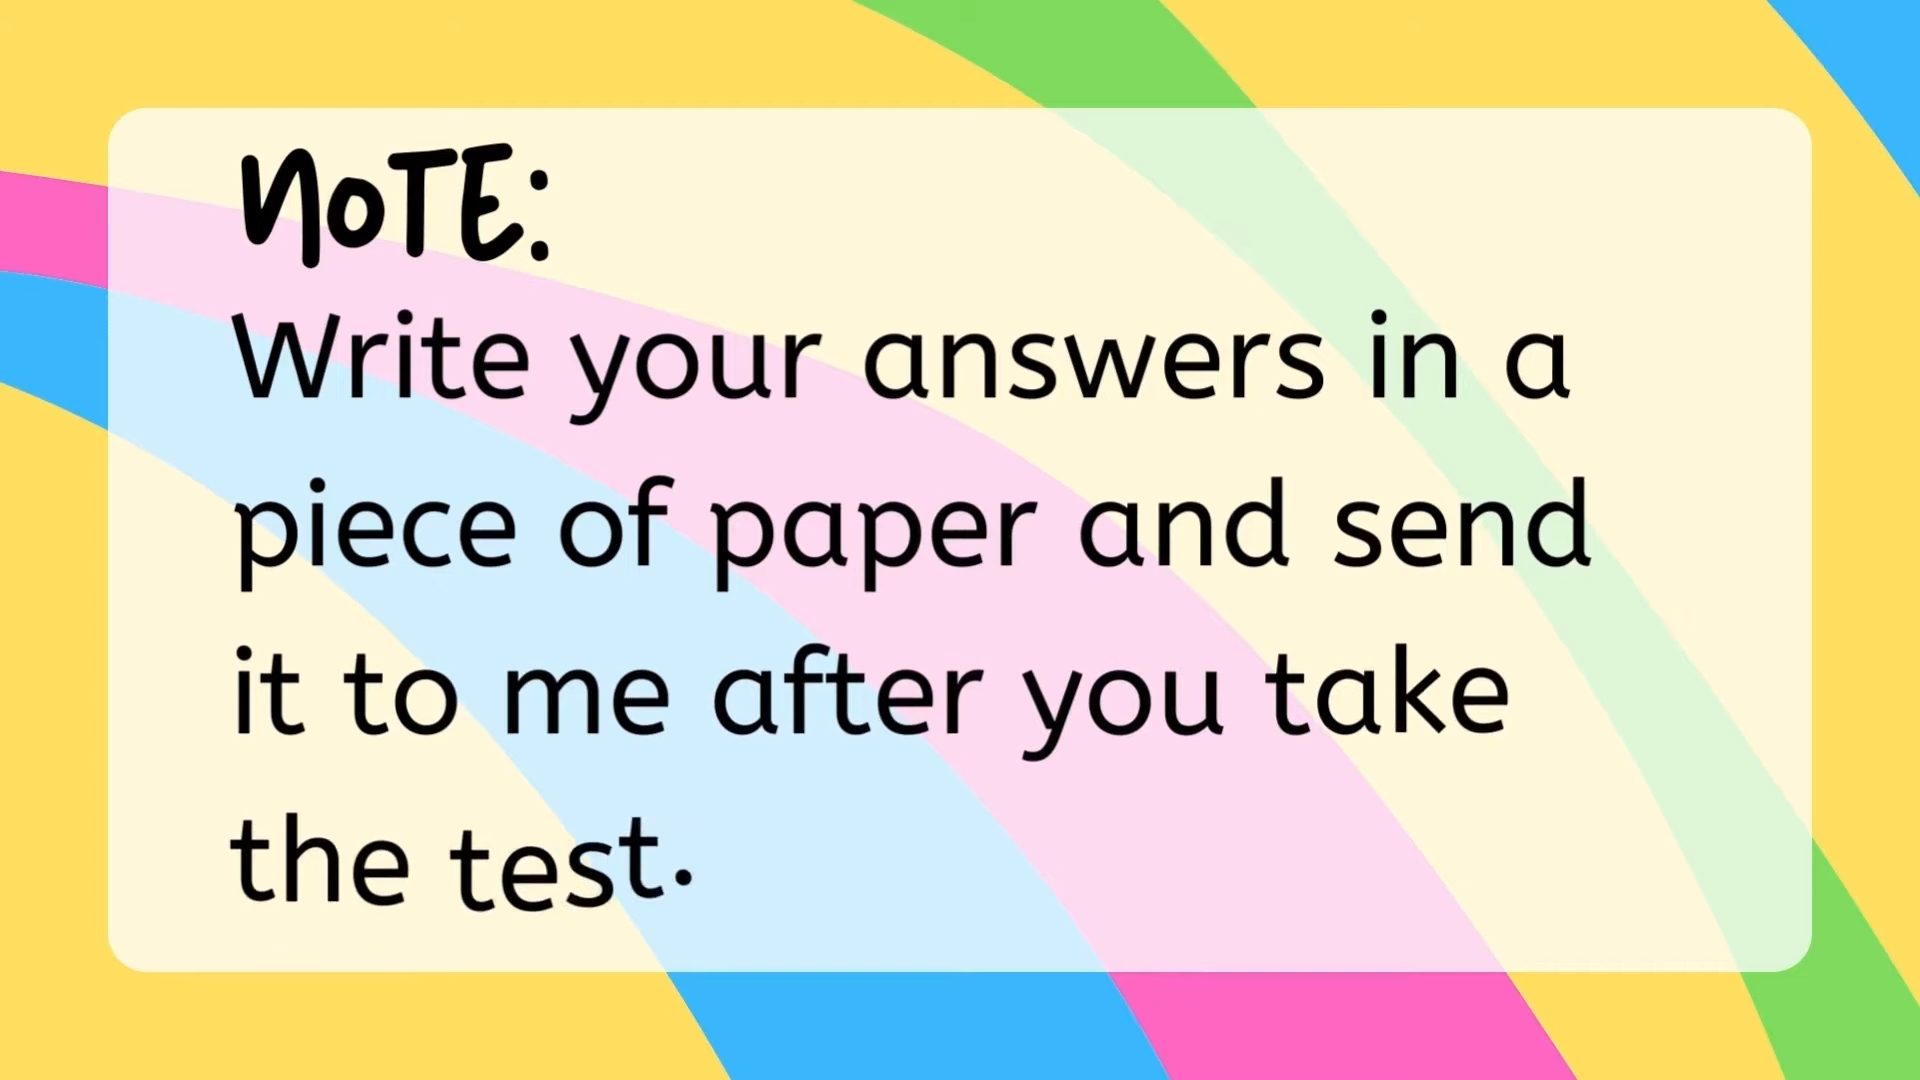 NoTE:
Write your answers in a
piece of paper and send
it to me after you take
the test.